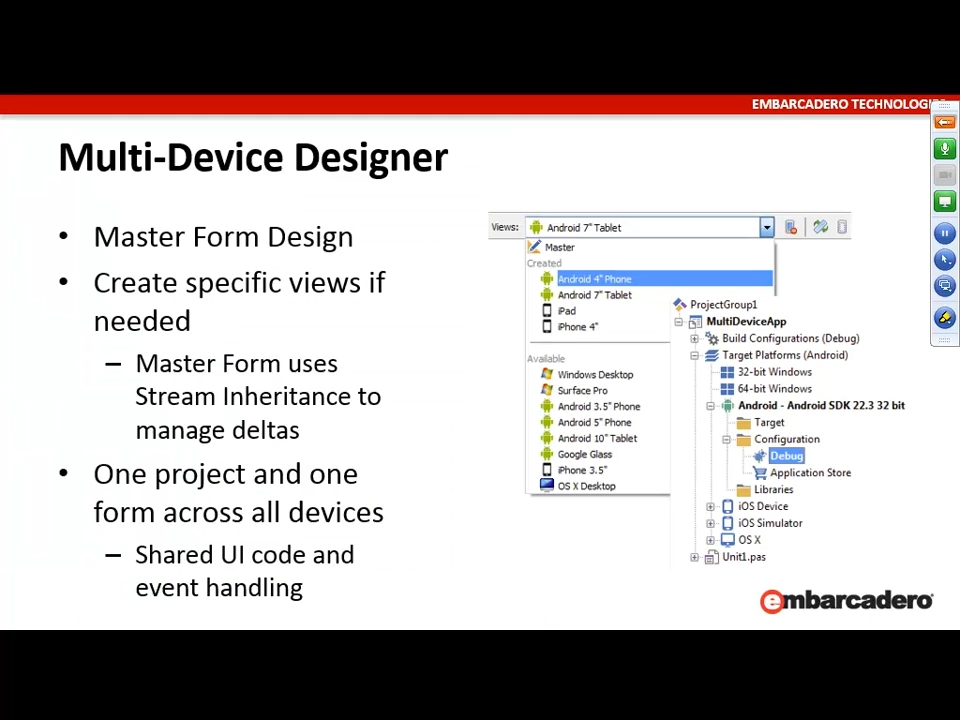 EMBARCADERO TECHNOLOGI
Multi-Device Designer
• Master Form Design
• Create specific views if
needed
– Master Form uses
Stream Inheritance to
manage deltas
• One project and one
form across all devices
– Shared UI code and
event handling
Views: Android 7" Tablet
Master
Created
Android 4" Phone
Android 7" Tablet
iPad
iPhone 4"
Available
Windows Desktop
Surface Pro
Android 3.5" Phone
Android 5" Phone
Android 10" Tablet
Google Glass
iPhone 3.5"
OS X Desktop
ProjectGroup1
MultiDeviceApp
Build Configurations (Debug)
Target Platforms (Android)
32-bit Windows
64-bit Windows
Android - Android SDK 22.3 32 bit
Target
Configuration
Debug
Application Store
Libraries
iOS Device
iOS Simulator
OS X
Unit1.pas
embarcadero